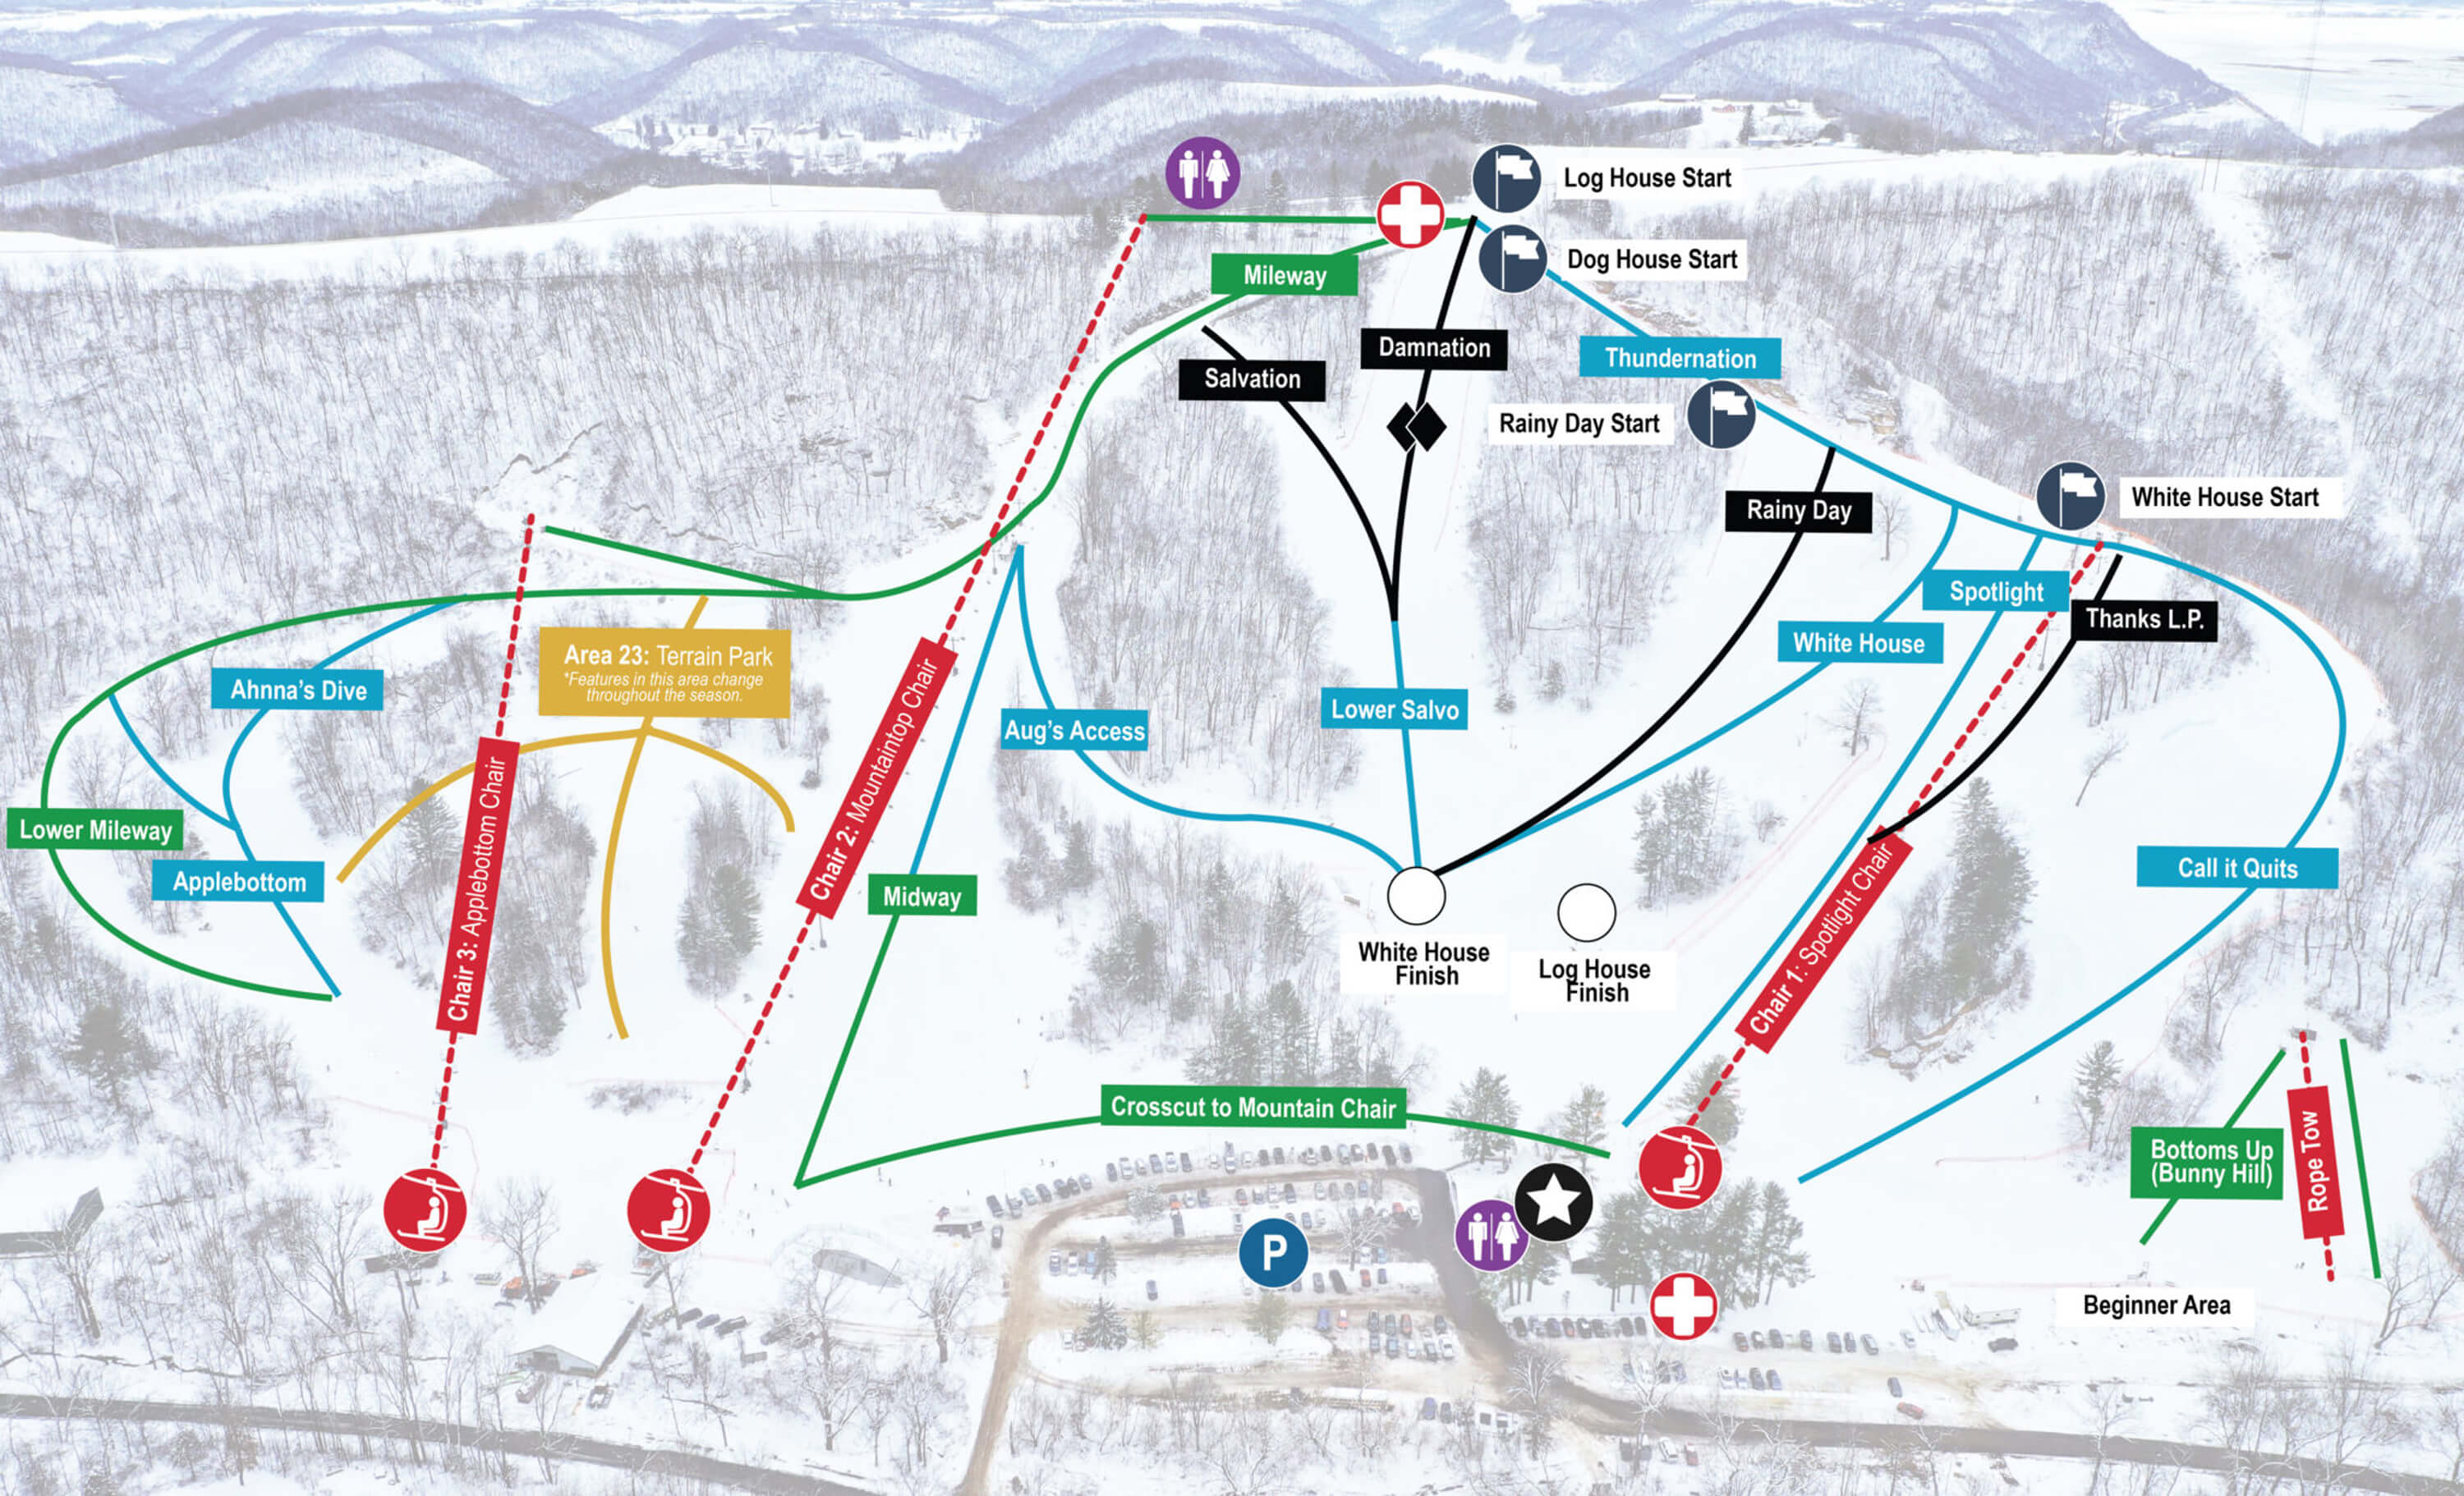 Log House Start
Dog House Start
Mileway
Damnation
Thundernation
Salvation
Rainy Day Start
White House Start
Rainy Day
Spotlight
Thanks L.P.
White House
Area 23: Terrain Park
*Features in this area change
throughout the season.
Ahnna's Dive
Lower Salvo
Aug's Access
Chair 2: Mountaintop Chair
Lower Mileway
Applebottom
Chair 3: Applebottom Chair
Midway
Call it Quits
Chair 1: Spotlight Chair
White House
Finish
Log House
Finish
Crosscut to Mountain Chair
Bottoms Up
(Bunny Hill)
Rope Tow
P
Beginner Area